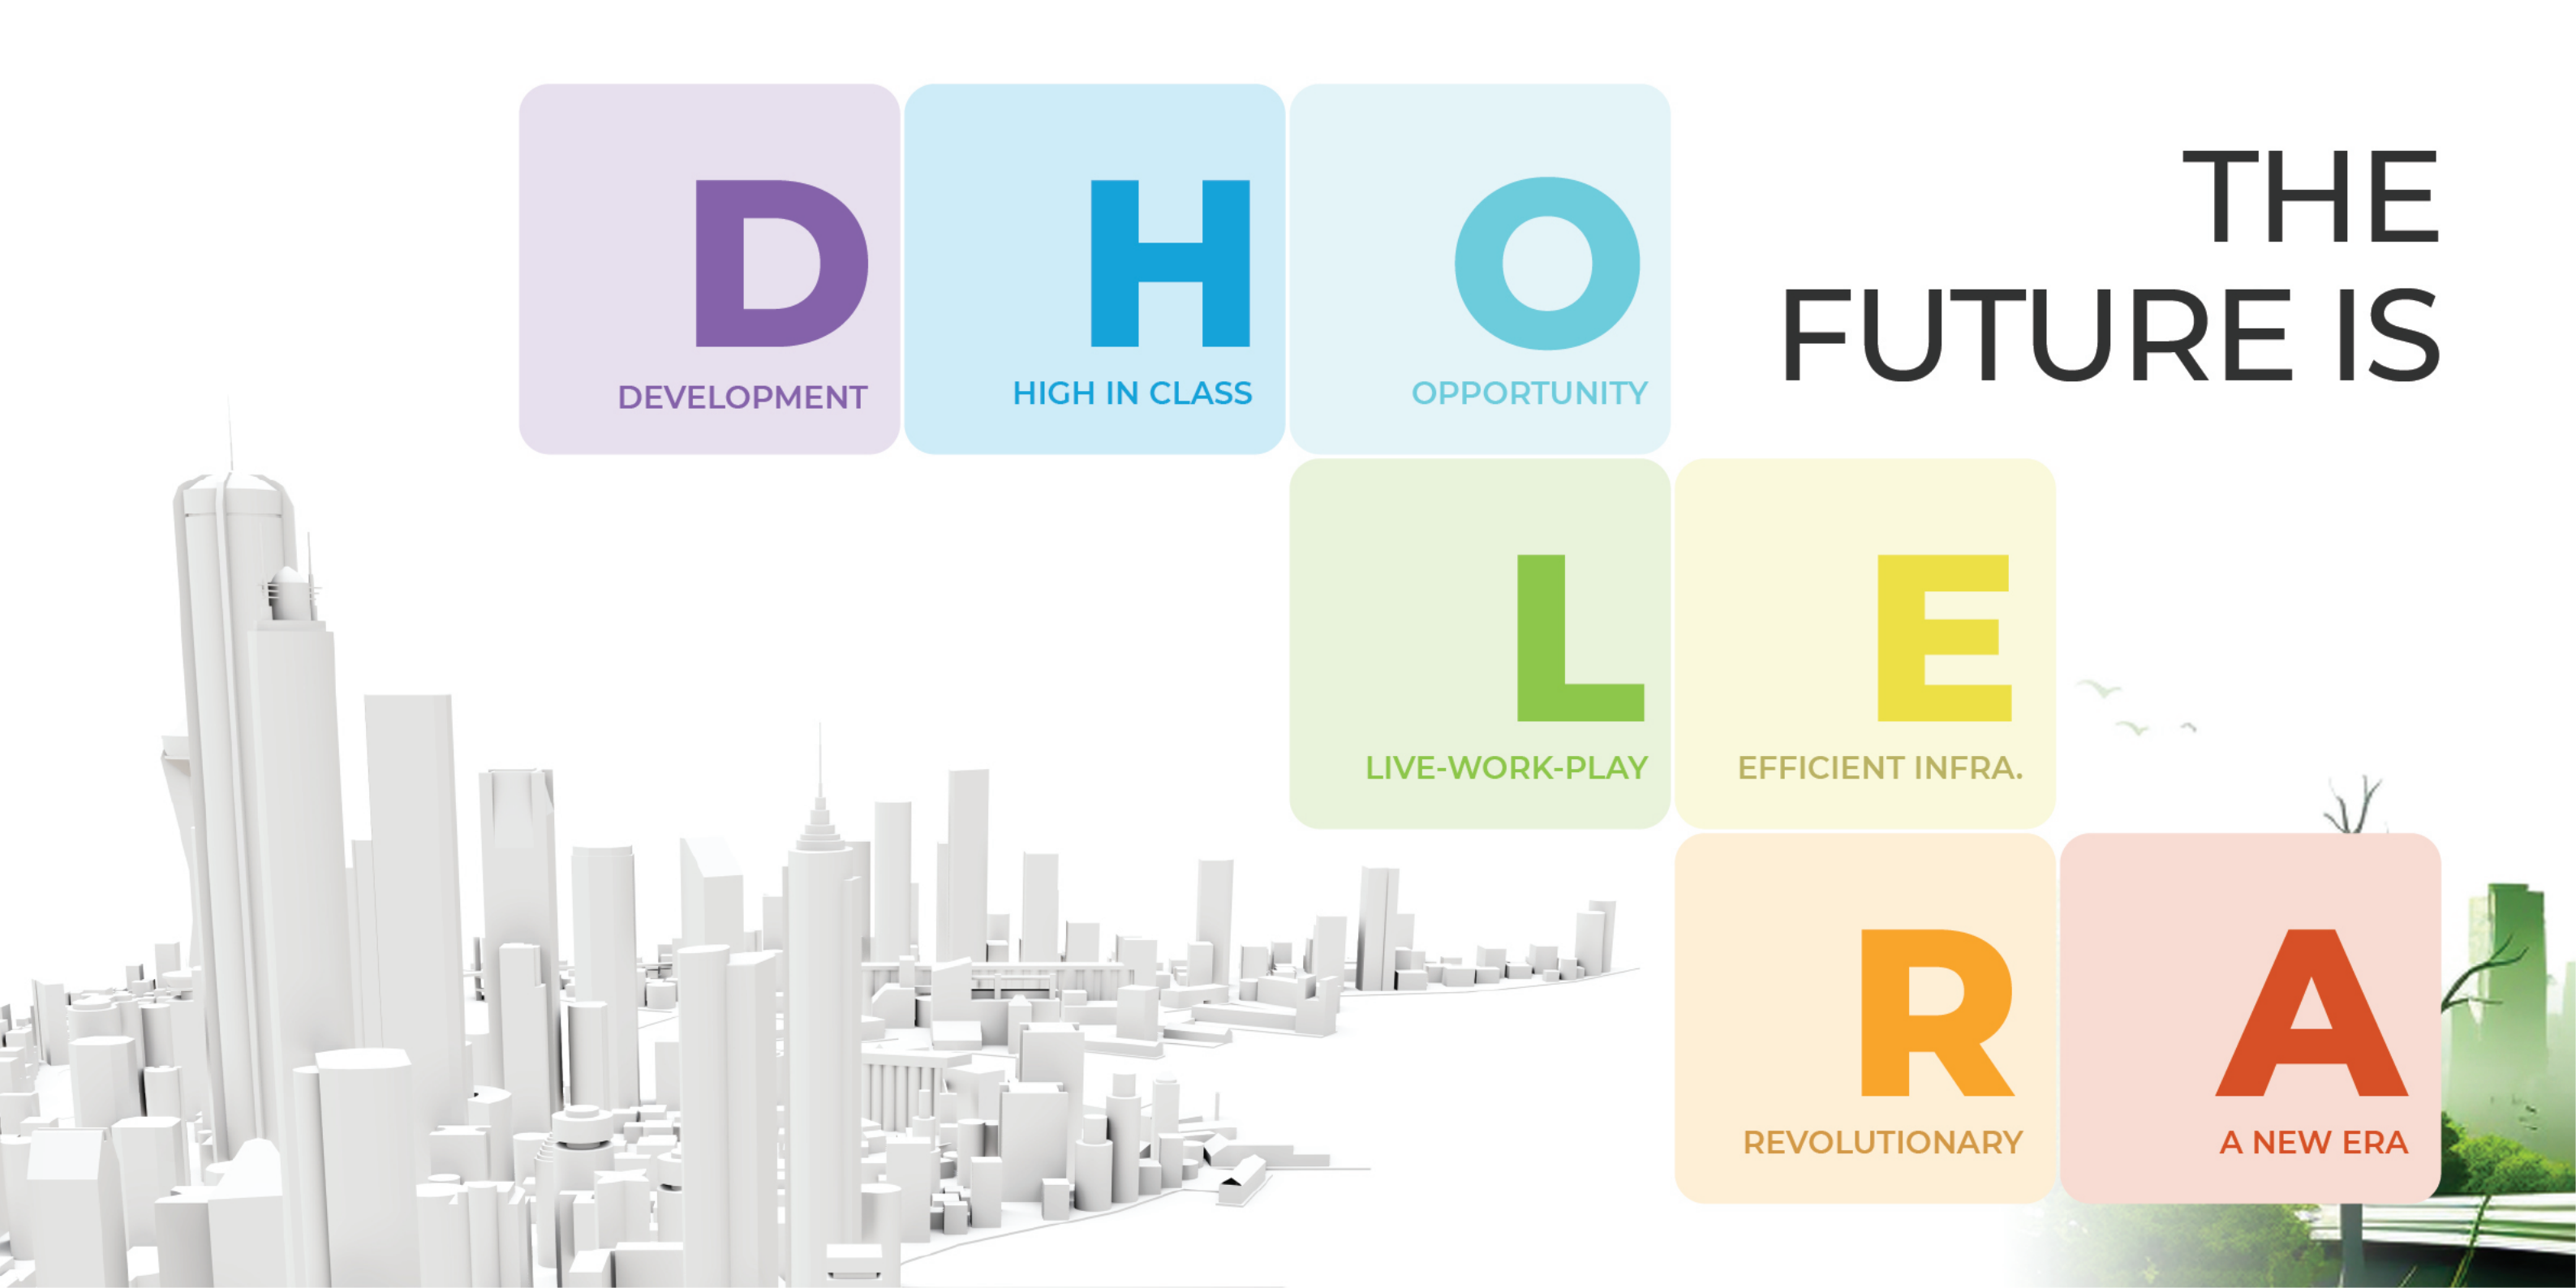 THE
FUTURE IS
D
DEVELOPMENT
H
HIGH IN CLASS
O
OPPORTUNITY
L
LIVE-WORK-PLAY
E
EFFICIENT INFRA.
R
REVOLUTIONARY
A
A NEW ERA